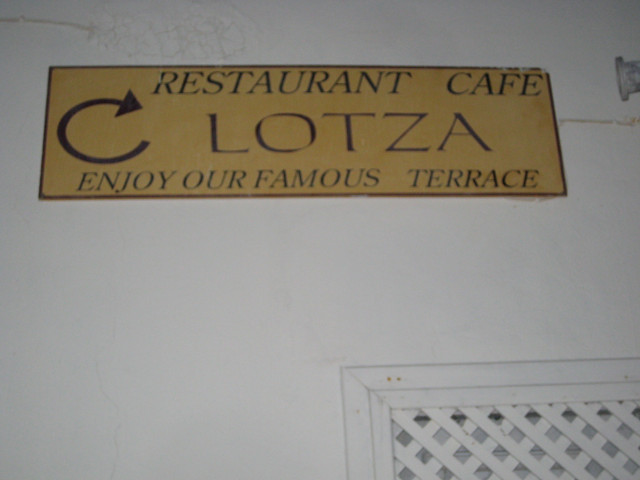 RESTAURANT CAFE
LOTZA
ENJOY OUR FAMOUS TERRACE